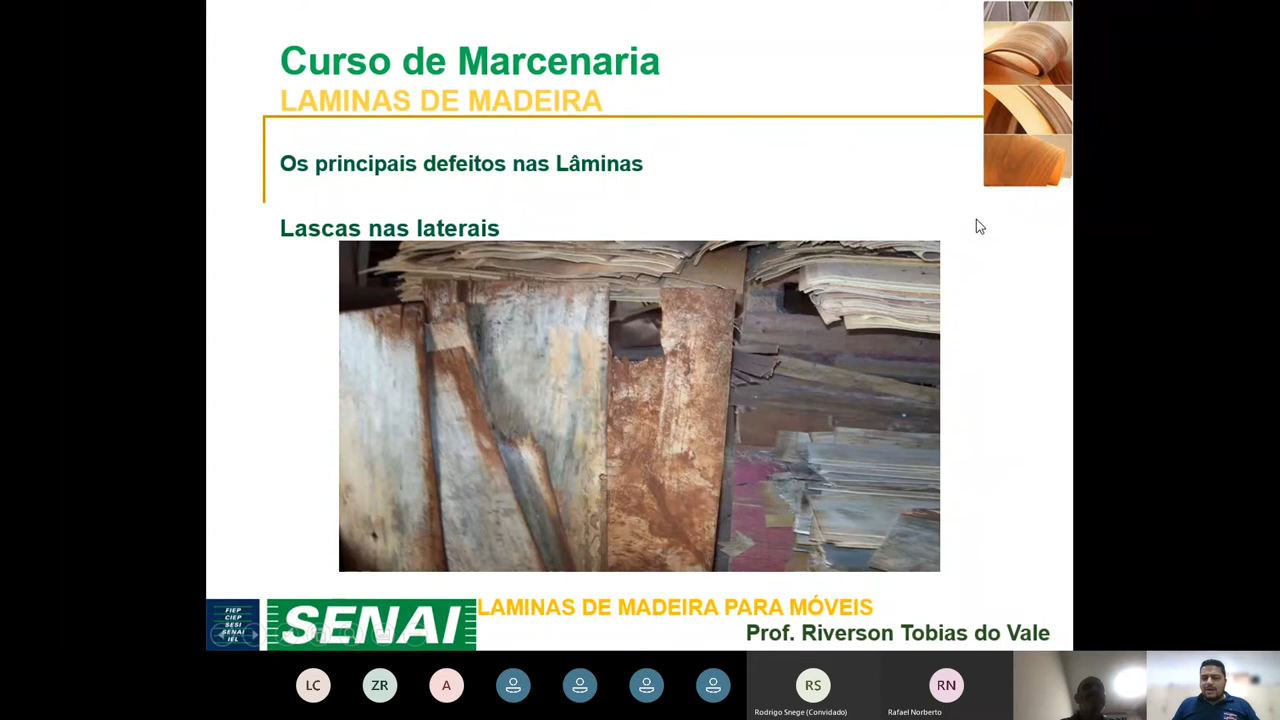 Curso de Marcenaria
LAMINAS DE MADEIRA
Os principais defeitos nas Lâminas
Lascas nas laterais
FIEP
CIEP
SESI
SENAI
IEL
SENAI
LAMINAS DE MADEIRA PARA MÓVEIS
Prof. Riverson Tobias do Vale
LC
ZR
A
RS
Rodrigo Snege (Convidado)
RN
Rafael Norberto